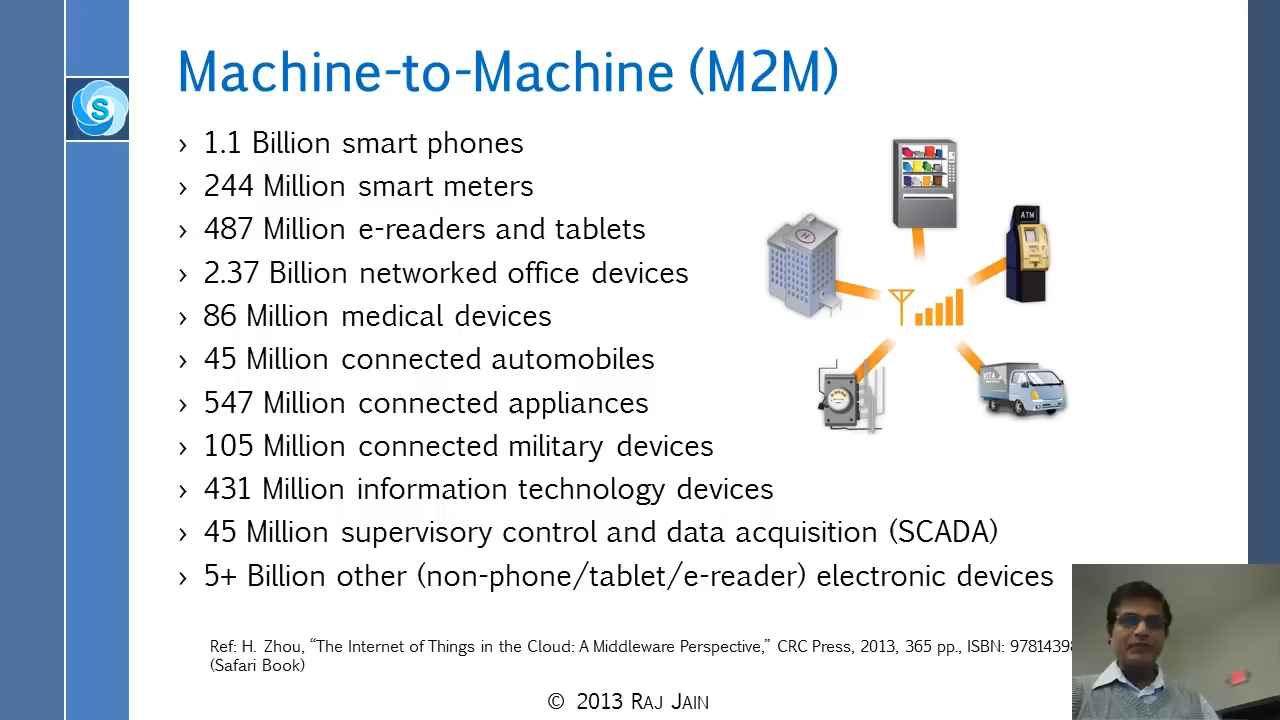 Machine-to-Machine (M2M)
S
› 1.1 Billion smart phones
› 244 Million smart meters
› 487 Million e-readers and tablets
› 2.37 Billion networked office devices
› 86 Million medical devices
› 45 Million connected automobiles
› 547 Million connected appliances
› 105 Million connected military devices
› 431 Million information technology devices
› 45 Million supervisory control and data acquisition (SCADA)
› 5+ Billion other (non-phone/tablet/e-reader) electronic devices
H
ATM
VITA
Ref: H. Zhou, “The Internet of Things in the Cloud: A Middleware Perspective,” CRC Press, 2013, 365 pp., ISBN: 9781439
(Safari Book)
© 2013 RAJ JAIN